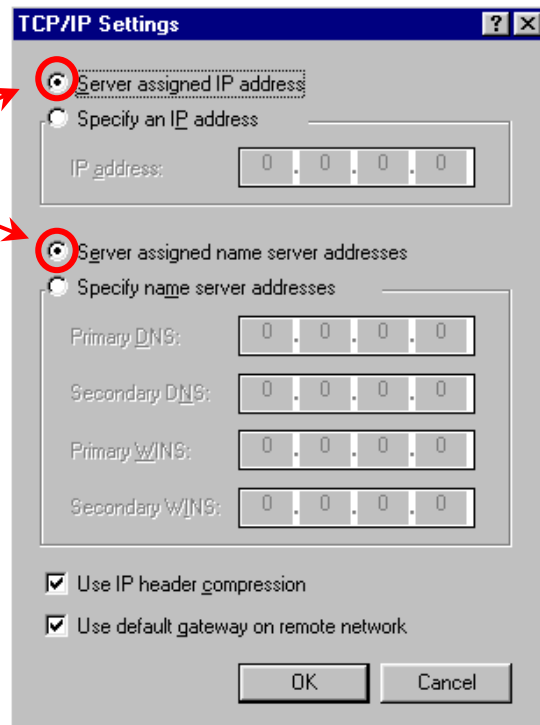 TCP/IP Settings
Server assigned IP address
Specify an IP address
IP address: 0 . 0 . 0 . 0
Server assigned name server addresses
Specify name server addresses
Primary DNS: 0 . 0 . 0 . 0
Secondary DNS: 0 . 0 . 0 . 0
Primary WINS: 0 . 0 . 0 . 0
Secondary WINS: 0 . 0 . 0 . 0
Use IP header compression
Use default gateway on remote network
OK Cancel